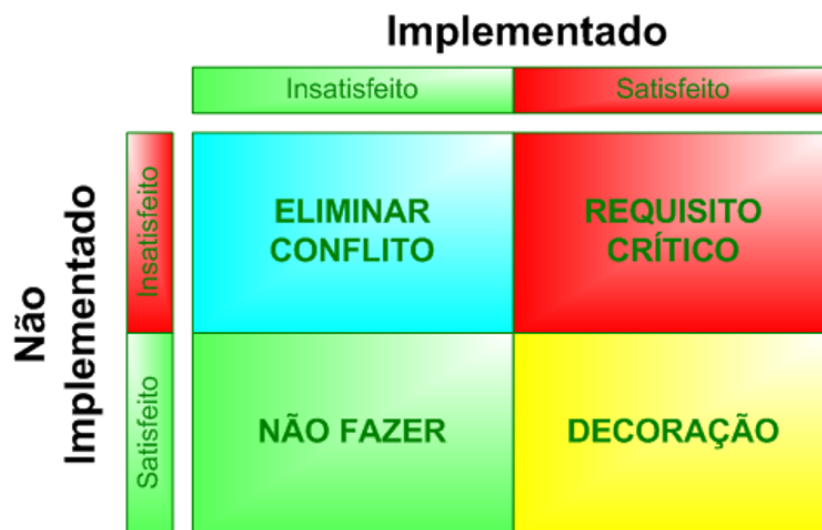 Implementado
Insatisfeito
Satisfeito
Não
Implementado
Insatisfeito
Satisfeito
ELIMINAR
CONFLITO
REQUISITO
CRÍTICO
NÃO FAZER
DECORAÇÃO